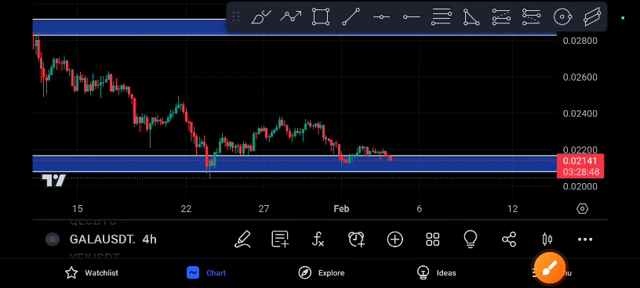 0.02800
0.02600
0.02400
0.02200
0.02141
03:28:48
0.02000
15
22
27
Feb
6
12
GALAUSDT. 4h
Watchlist
Chart
Explore
Ideas